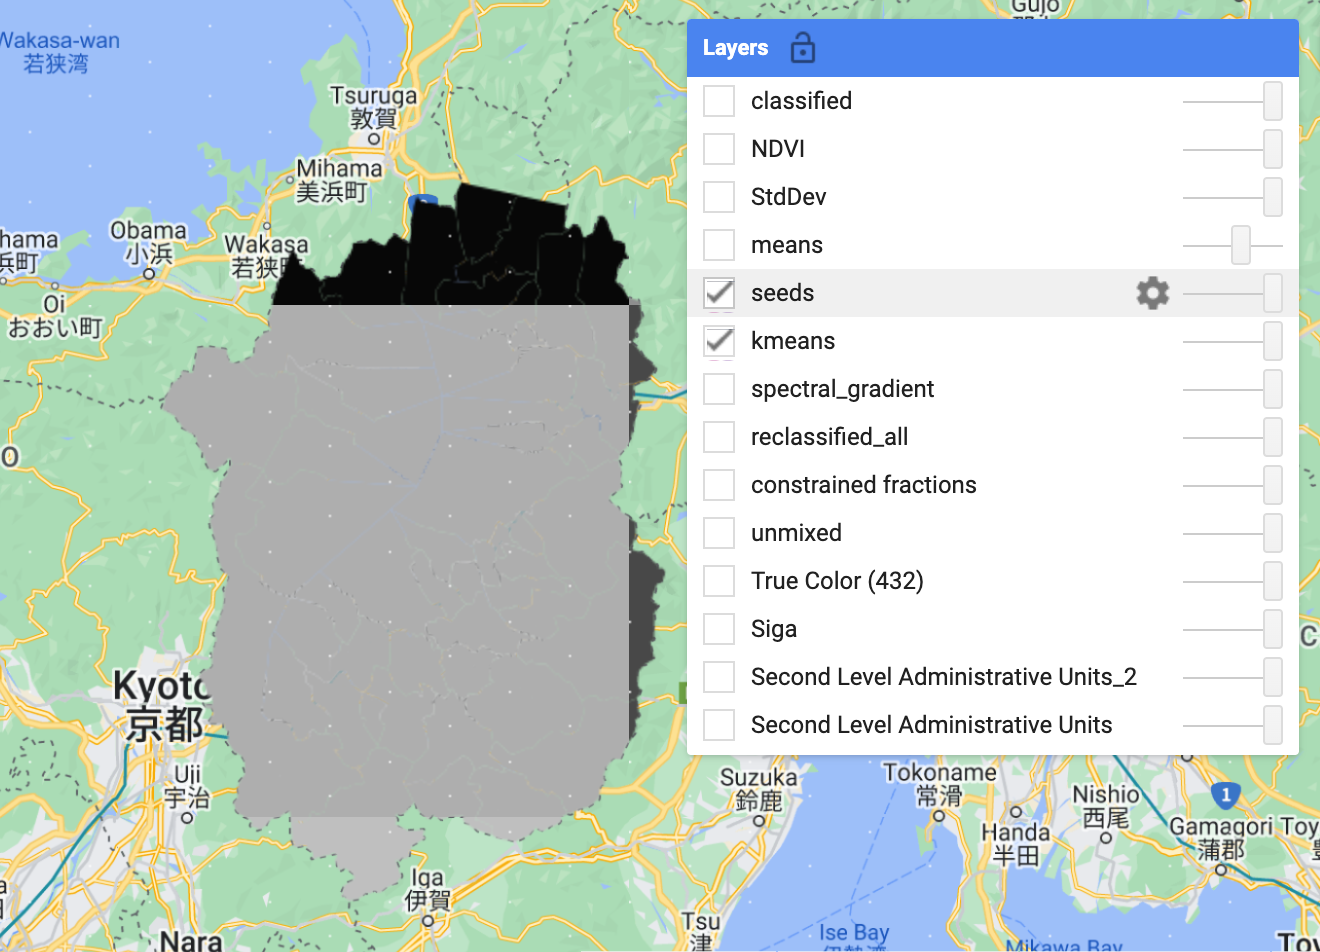 Wakasa-wan
若狭湾
Tsuruga
敦賀
Mihama
美浜町
Obama
小浜
Wakasa
若狭町
hama
浜町
Oi
おおい町
O
Kyoto
京都
Uji
宇治
Iga
伊賀
Nara
Gujo
Layers
classified
NDVI
StdDev
means
seeds
kmeans
spectral_gradient
reclassified_all
constrained fractions
unmixed
True Color (432)
Siga
Second Level Administrative Units_2
Second Level Administrative Units
C
Suzuka
鈴鹿
Tokoname
常滑
Handa
半田
Nishio
西尾
1
Gamagori
蒲郡
Toy
Tsu
津
Ise Bay
伊勢湾
Mikawa Bay
Toy